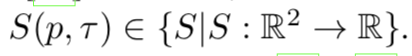 S(p, τ) ∈ {S|S : ℝ² → ℝ}.